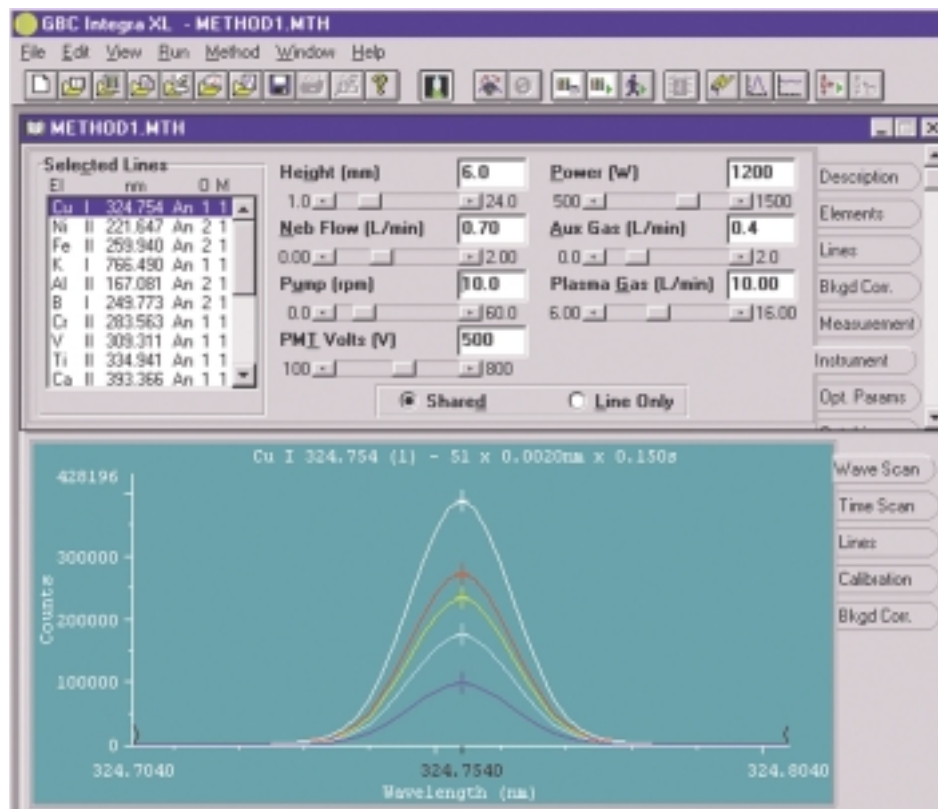 GBC Integra XL - METHOD1.MTH
File Edit View Run Method Window Help
METHOD1.MTH
Selected Lines
El nm O M
Cu I 324.754 An 1 1
Ni II 221.647 An 2 1
Fe II 259.940 An 2 1
K I 766.490 An 1 1
Al II 167.081 An 2 1
B I 249.773 An 2 1
Cr II 283.563 An 1 1
V II 309.311 An 1 1
Ti II 334.941 An 1 1
Ca II 393.366 An 1 1
Height (mm) 6.0
1.0 24.0
Neb Flow (L/min) 0.70
0.00 2.00
Pump (rpm) 10.0
0.0 60.0
PMT Volts (V) 500
100 800
Power (W) 1200
500 1500
Aux Gas (L/min) 0.4
0.0 2.0
Plasma Gas (L/min) 10.00
6.00 16.00
Shared Line Only
Description
Elements
Lines
Bkgd Corr.
Measurement
Instrument
Opt. Params
Cu I 324.754 (1) - 51 x 0.0020nm x 0.150s
428196
300000
200000
100000
0
Counts
324.7040 324.7540 324.8040
Wavelength (nm)
Wave Scan
Time Scan
Lines
Calibration
Bkgd Corr.